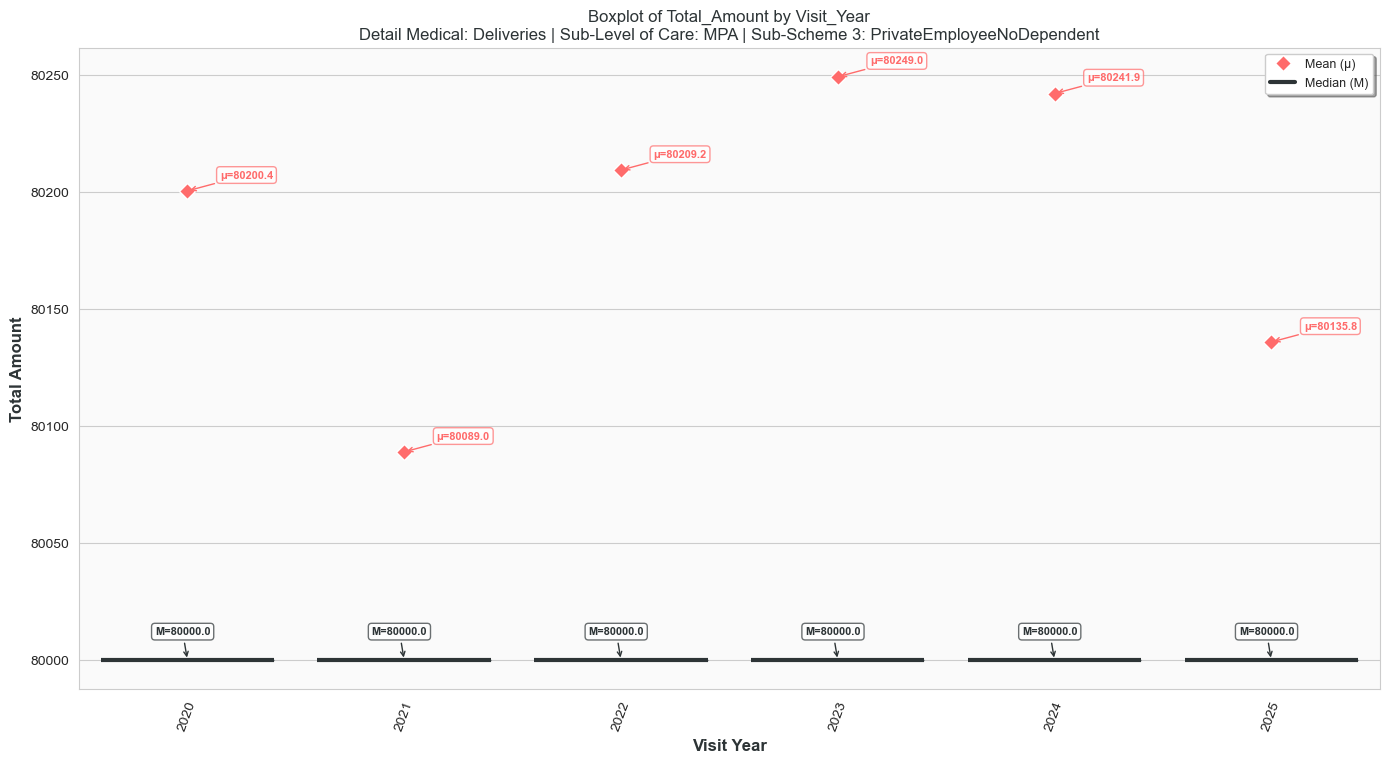 Boxplot of Total_Amount by Visit_Year
Detail Medical: Deliveries | Sub-Level of Care: MPA | Sub-Scheme 3: PrivateEmployeeNoDependent
Mean (μ)
Median (M)
80250
80200
80150
80100
80050
80000
Total Amount
μ=80200.4
μ=80089.0
μ=80209.2
μ=80249.0
μ=80241.9
μ=80135.8
M=80000.0
M=80000.0
M=80000.0
M=80000.0
M=80000.0
M=80000.0
2020
2021
2022
2023
2024
2025
Visit Year